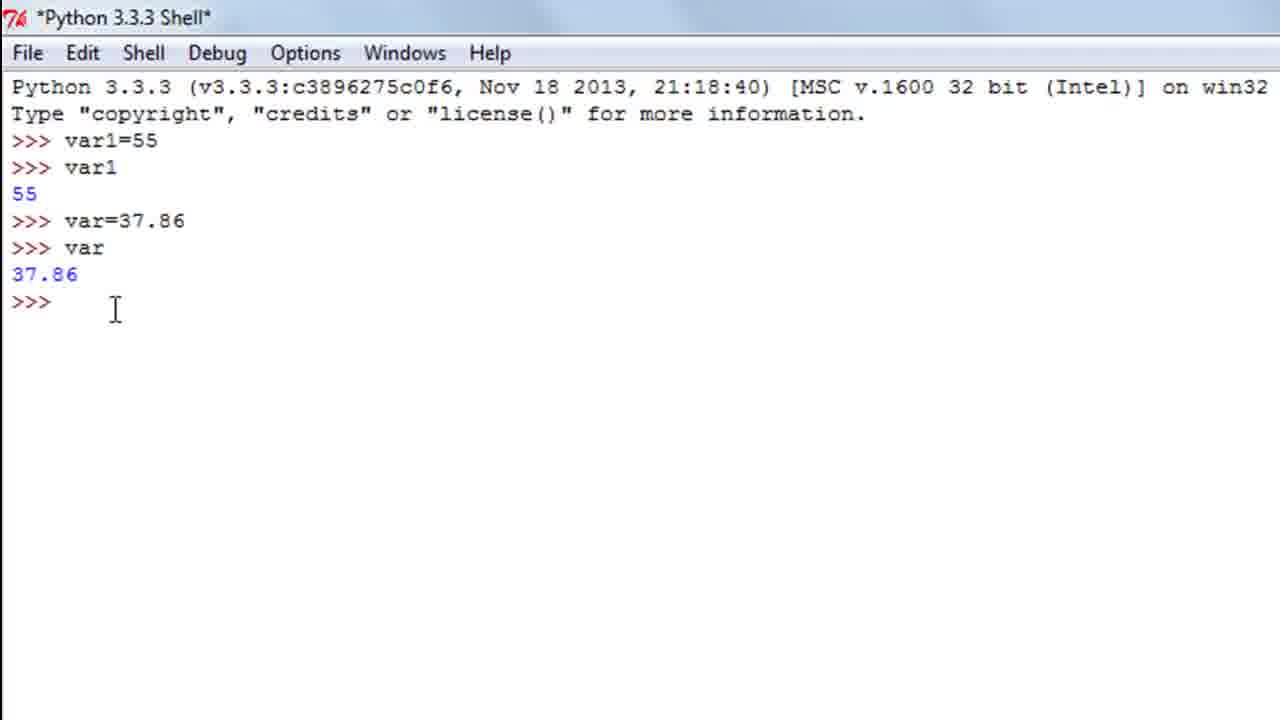 *Python 3.3.3 Shell*
File Edit Shell Debug Options Windows Help
Python 3.3.3 (v3.3.3:c3896275c0f6, Nov 18 2013, 21:18:40) [MSC v.1600 32 bit (Intel)] on win32
Type "copyright", "credits" or "license()" for more information.
>>> var1=55
>>> var1
55
>>> var=37.86
>>> var
37.86
>>>